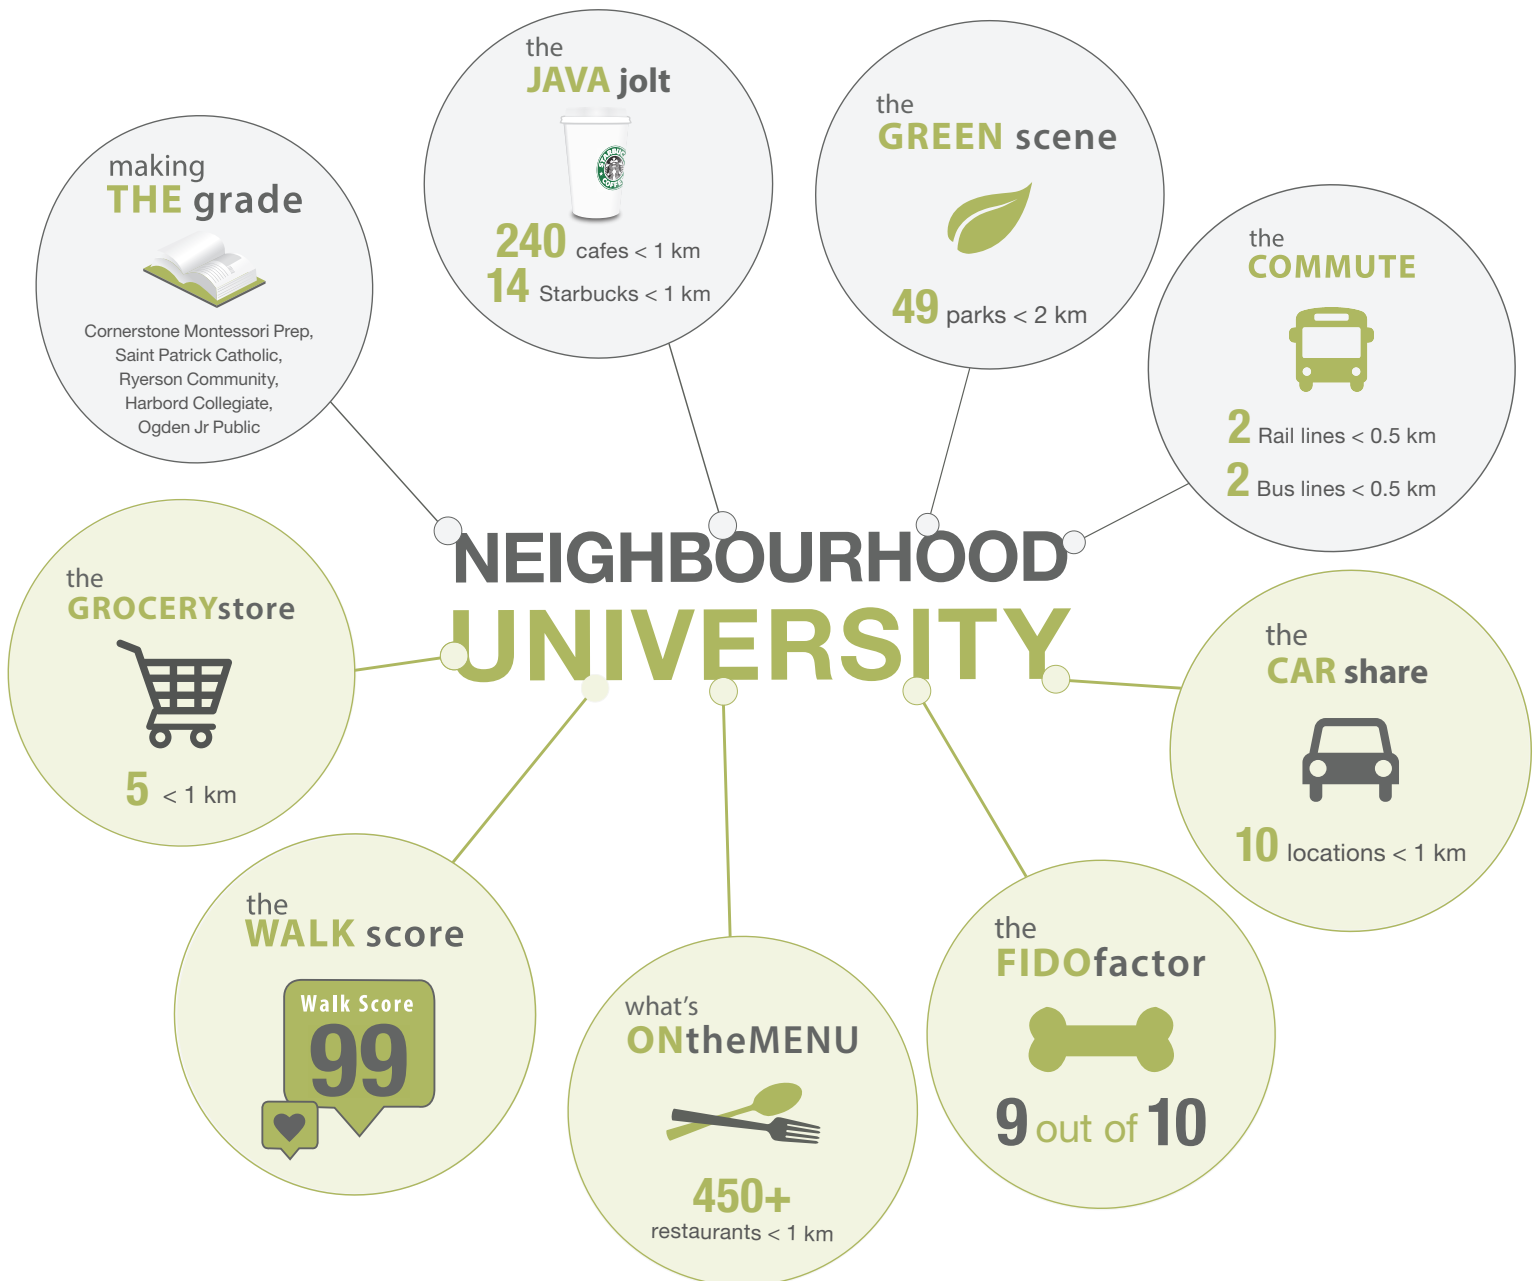 the
JAVA jolt
STARBUCKS
COFFEE
240 cafes < 1 km
14 Starbucks < 1 km
the
GREEN scene
49 parks < 2 km
making
THE grade
Cornerstone Montessori Prep,
Saint Patrick Catholic,
Ryerson Community,
Harbord Collegiate,
Ogden Jr Public
the
COMMUTE
2 Rail lines < 0.5 km
2 Bus lines < 0.5 km
NEIGHBOURHOOD
UNIVERSITY
the
GROCERYstore
5 < 1 km
the
CAR share
10 locations < 1 km
the
WALK score
Walk Score
99
what's
ONtheMENU
450+
restaurants < 1 km
the
FIDOfactor
9 out of 10